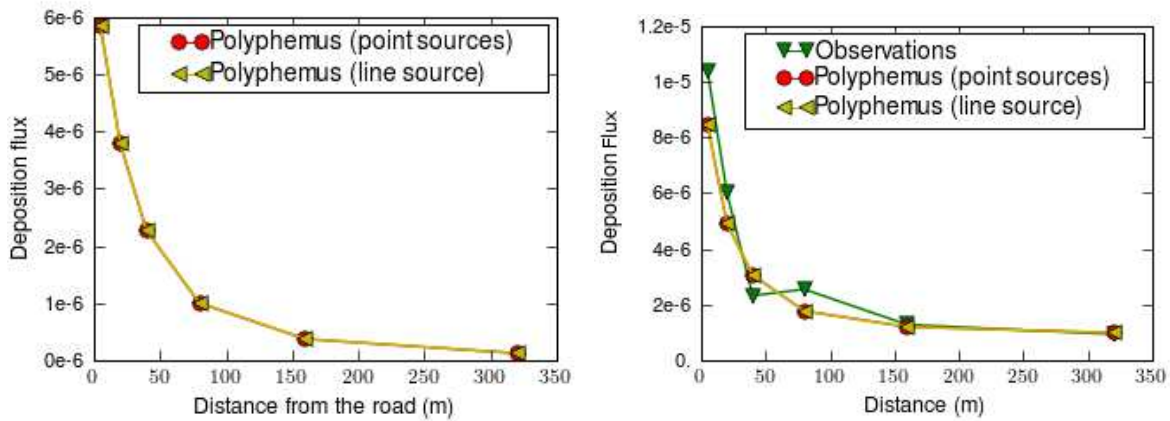 6e-6
5e-6
4e-6
3e-6
2e-6
1e-6
0e-6
Deposition flux
Polyphemus (point sources)
Polyphemus (line source)
0 50 100 150 200 250 300 350
Distance from the road (m)
1.2e-5
1e-5
8e-6
6e-6
4e-6
2e-6
0.
Deposition Flux
Observations
Polyphemus (point sources)
Polyphemus (line source)
0 50 100 150 200 250 300 350
Distance (m)